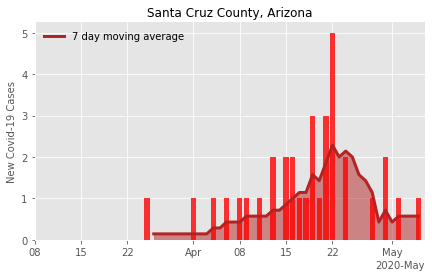 Santa Cruz County, Arizona
7 day moving average
New Covid-19 Cases
5
4
3
2
1
0
08 15 22 Apr 08 15 22 May
2020-May